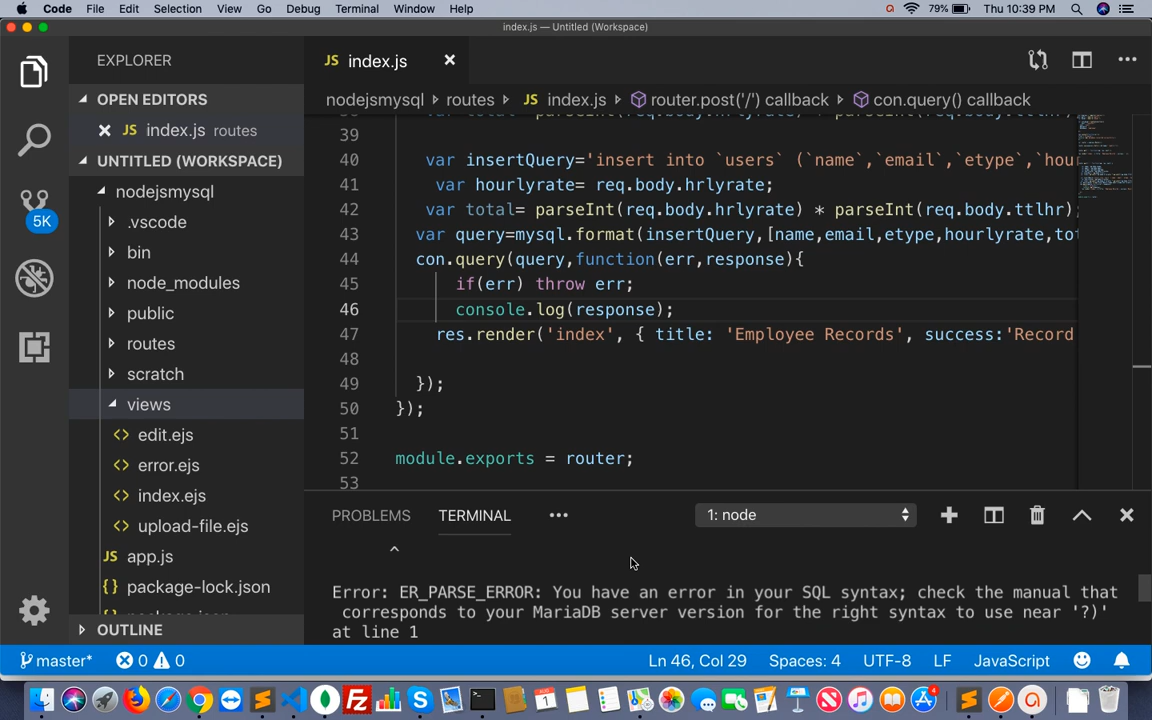 Code File Edit Selection View Go Debug Terminal Window Help 79% Thu 10:39 PM
index.js — Untitled (Workspace)
EXPLORER
OPEN EDITORS
JS index.js routes
UNTITLED (WORKSPACE)
nodejsmysql
.vscode
bin
node_modules
public
routes
scratch
views
edit.ejs
error.ejs
index.ejs
upload-file.ejs
JS app.js
package-lock.json
OUTLINE
5K
JS index.js
nodejsmysql routes JS index.js router.post('/') callback con.query() callback
39
40 var insertQuery='insert into `users` (`name`,`email`,`etype`,`hou
41 var hourlyrate= req.body.hrlyrate;
42 var total= parseInt(req.body.hrlyrate) * parseInt(req.body.ttlhr)
43 var query=mysql.format(insertQuery,[name,email,etype,hourlyrate,tot
44 con.query(query,function(err,response){
45 if(err) throw err;
46 console.log(response);
47 res.render('index', { title: 'Employee Records', success:'Record
48
49 });
50 });
51
52 module.exports = router;
53
PROBLEMS TERMINAL ••• 1: node
^
Error: ER_PARSE_ERROR: You have an error in your SQL syntax; check the manual that
corresponds to your MariaDB server version for the right syntax to use near '?)'
at line 1
master* 0 0 Ln 46, Col 29 Spaces: 4 UTF-8 LF JavaScript